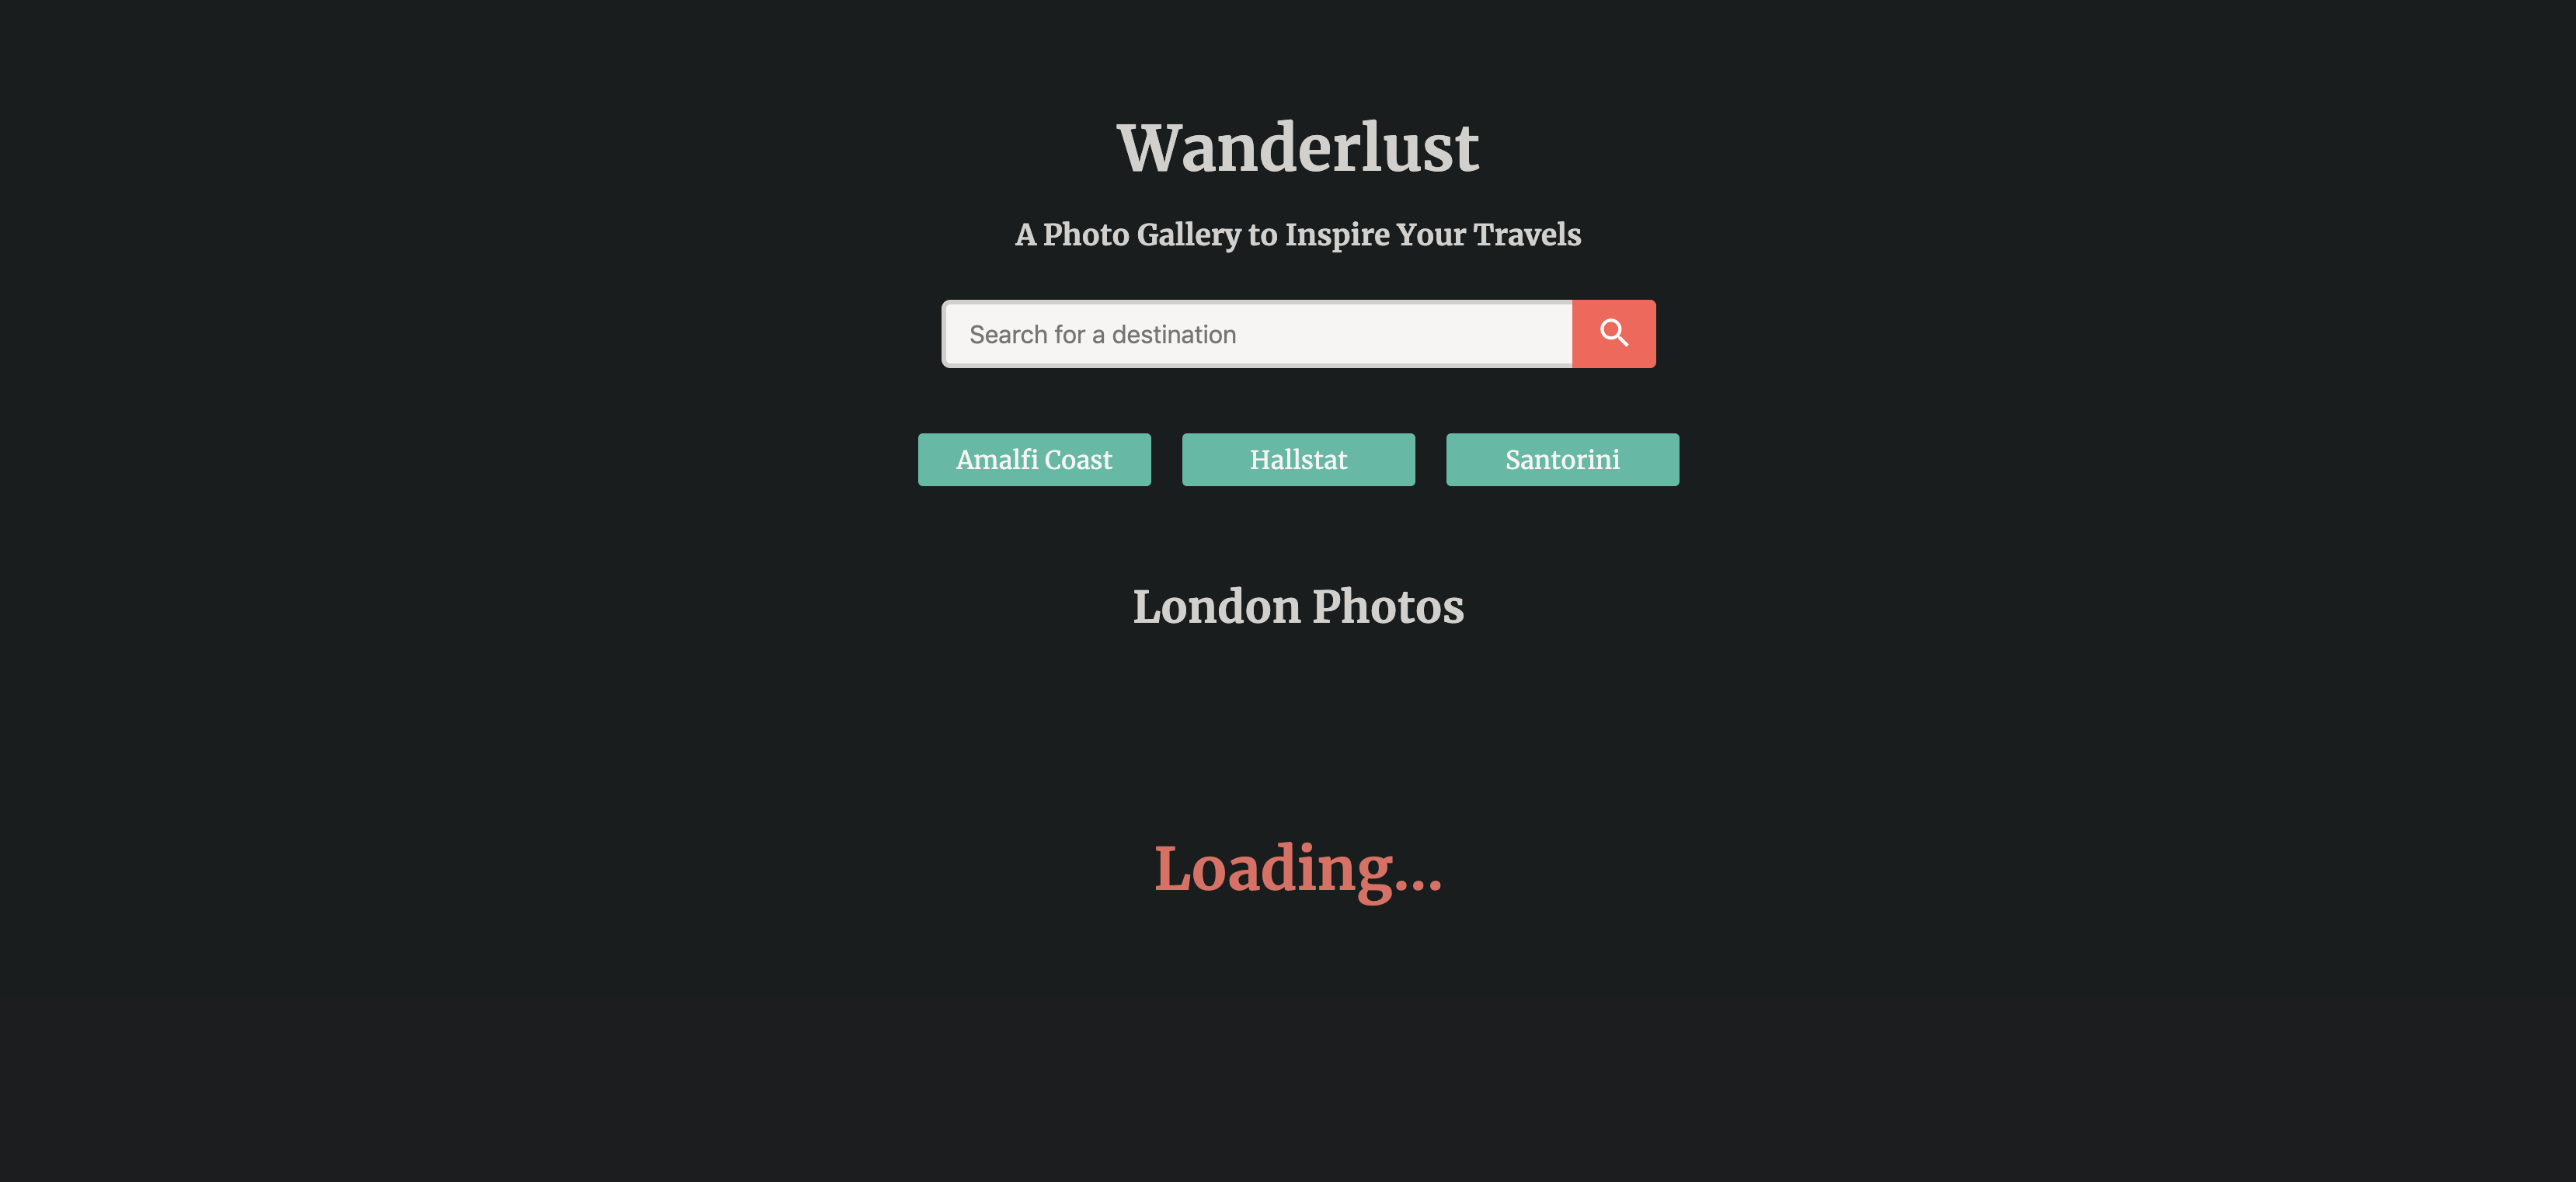 Wanderlust
A Photo Gallery to Inspire Your Travels
Search for a destination
Amalfi Coast
Hallstat
Santorini
London Photos
Loading...